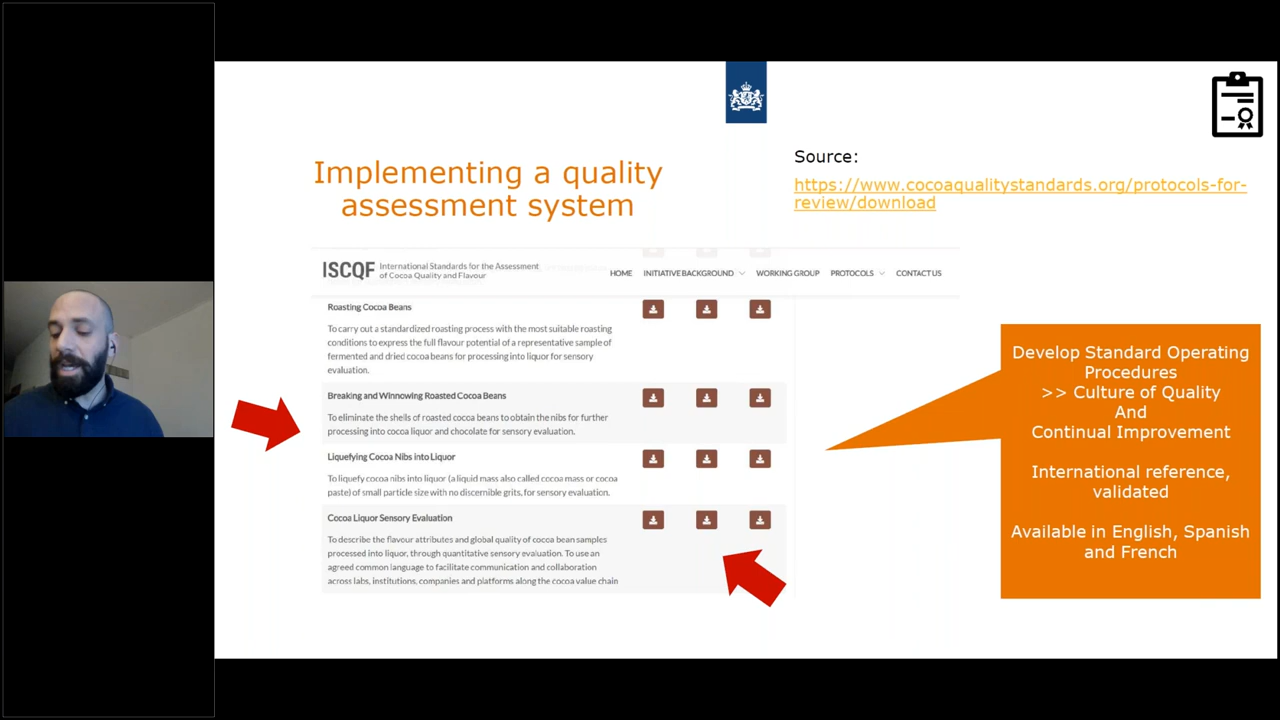 Implementing a quality
assessment system
Source:
https://www.cocoaqualitystandards.org/protocols-for-
review/download
ISCQF
International Standards for the Assessment
of Cocoa Quality and Flavour
HOME INITIATIVE BACKGROUND WORKING GROUP PROTOCOLS CONTACT US
Roasting Cocoa Beans
To carry out a standardized roasting process with the most suitable roasting
conditions to express the full flavour potential of a representative sample of
fermented and dried cocoa beans for processing into liquor for sensory
evaluation.
Breaking and Winnowing Roasted Cocoa Beans
To eliminate the shells of roasted cocoa beans to obtain the nibs for further
processing into cocoa liquor and chocolate for sensory evaluation.
Liquefying Cocoa Nibs into Liquor
To liquefy cocoa nibs into liquor (a liquid mass also called cocoa mass or cocoa
paste) of small particle size with no discernible grits, for sensory evaluation.
Cocoa Liquor Sensory Evaluation
To describe the flavour attributes and global quality of cocoa bean samples
processed into liquor, through quantitative sensory evaluation. To use an
agreed common language to facilitate communication and collaboration
across labs, institutions, companies and platforms along the cocoa value chain
Develop Standard Operating
Procedures
>> Culture of Quality
And
Continual Improvement
International reference,
validated
Available in English, Spanish
and French